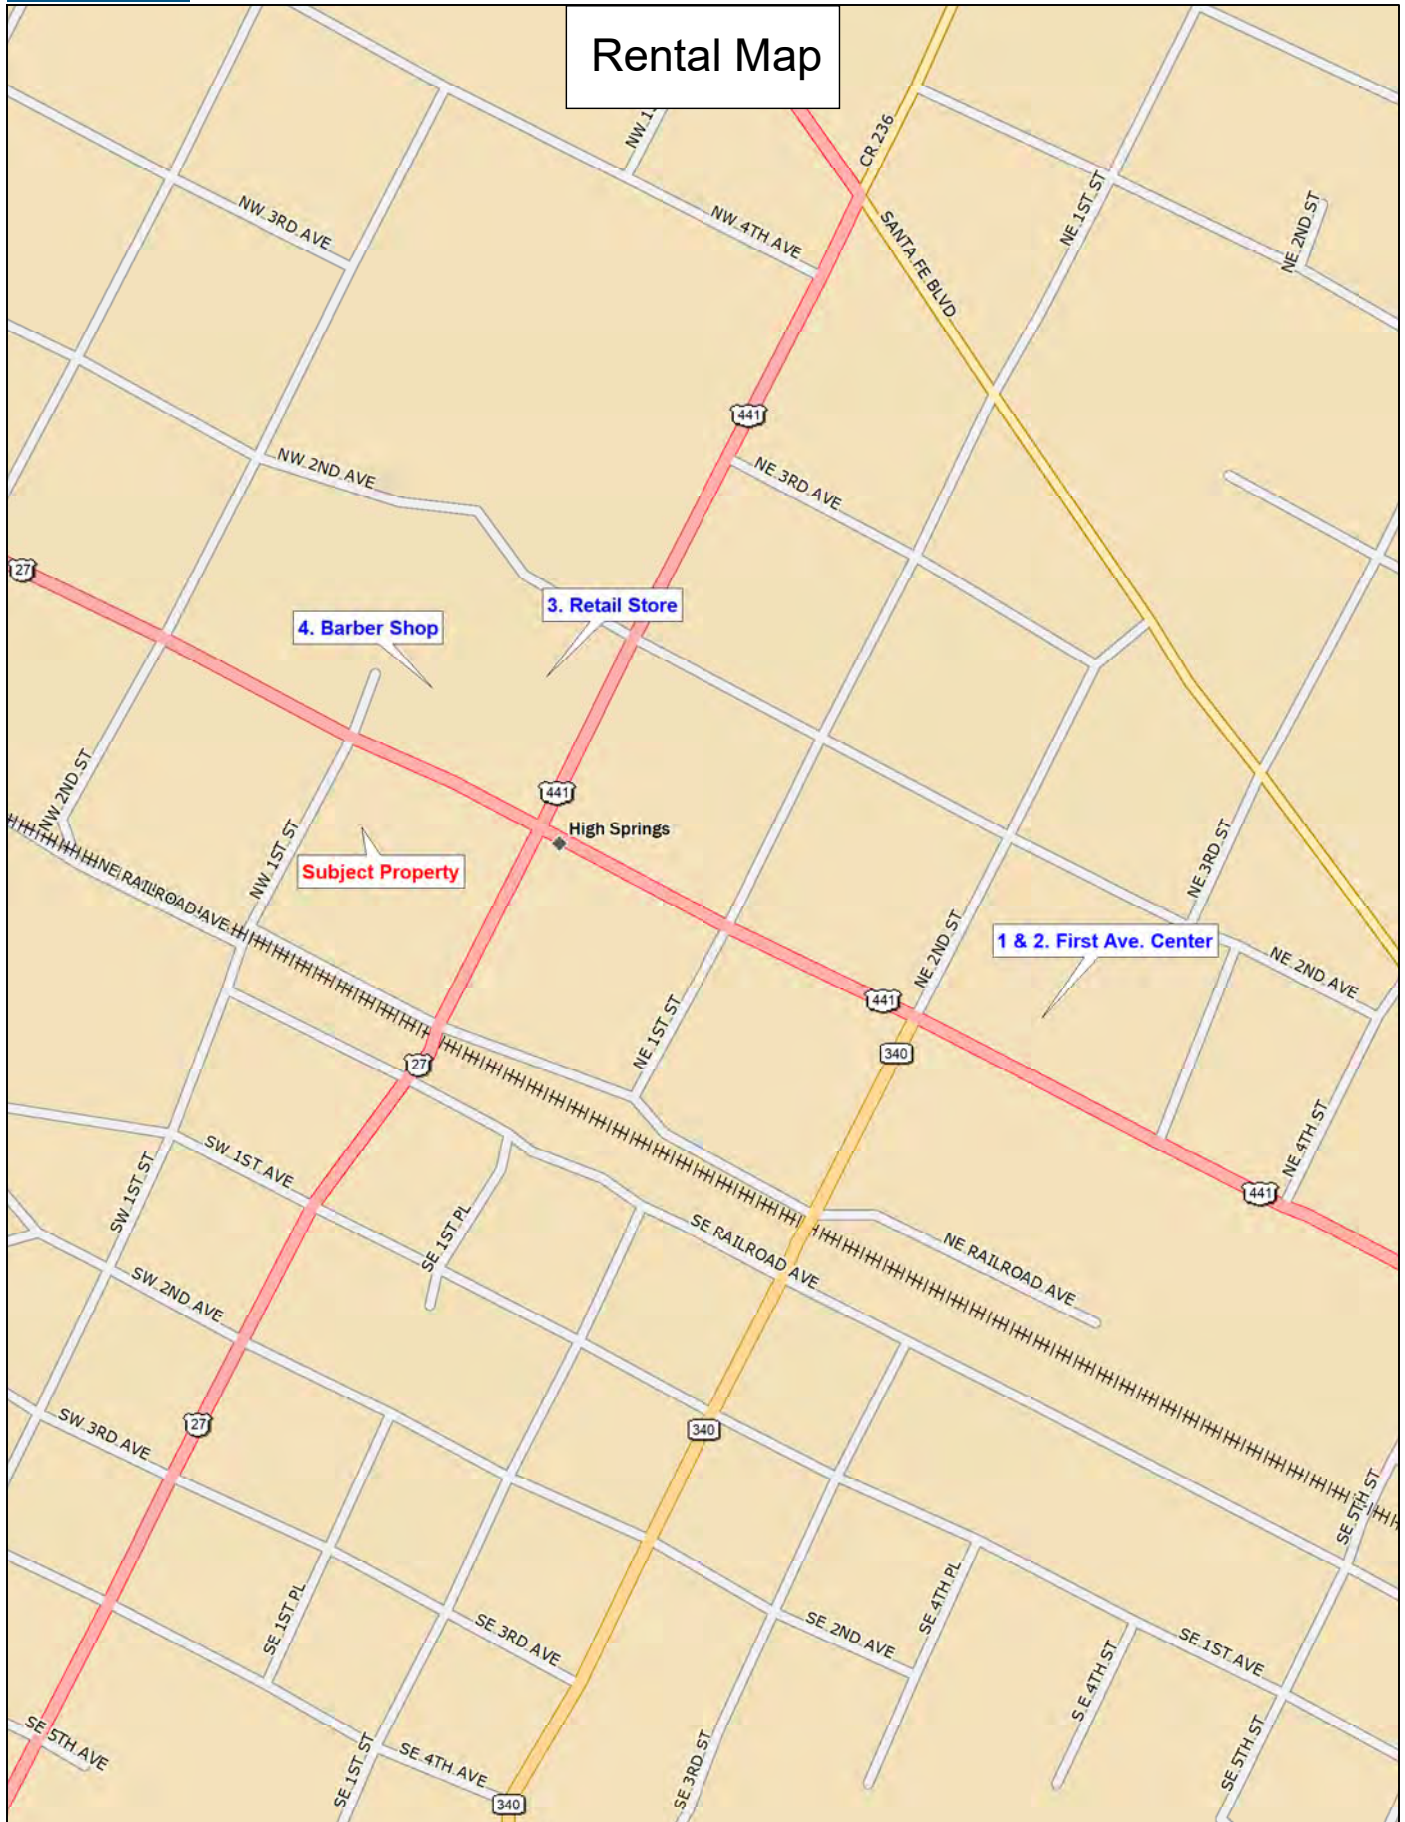 Rental Map
CR 236
NW 1
NE 1ST ST
NE 2ND ST
NW 3RD AVE
NW 4TH AVE
SANTA FE BLVD
441
NW 2ND AVE
NE 3RD AVE
27
3. Retail Store
4. Barber Shop
NW 2ND ST
441
High Springs
NW 1ST ST
Subject Property
NE 3RD ST
NE RAILROAD AVE
1 & 2. First Ave. Center
NE 2ND ST
NE 2ND AVE
441
NE 1ST ST
340
27
NE 4TH ST
SW 1ST AVE
441
SW 1ST ST
SE 1ST PL
SE RAILROAD AVE
NE RAILROAD AVE
SW 2ND AVE
SW 3RD AVE
27
340
SE 5TH ST
SE 1ST PL
SE 3RD AVE
SE 2ND AVE
SE 4TH PL
SE 1ST AVE
S.E 4TH ST
SE 5TH AVE
SE 1ST ST
SE 4TH AVE
SE 3RD ST
SE 5TH ST
340